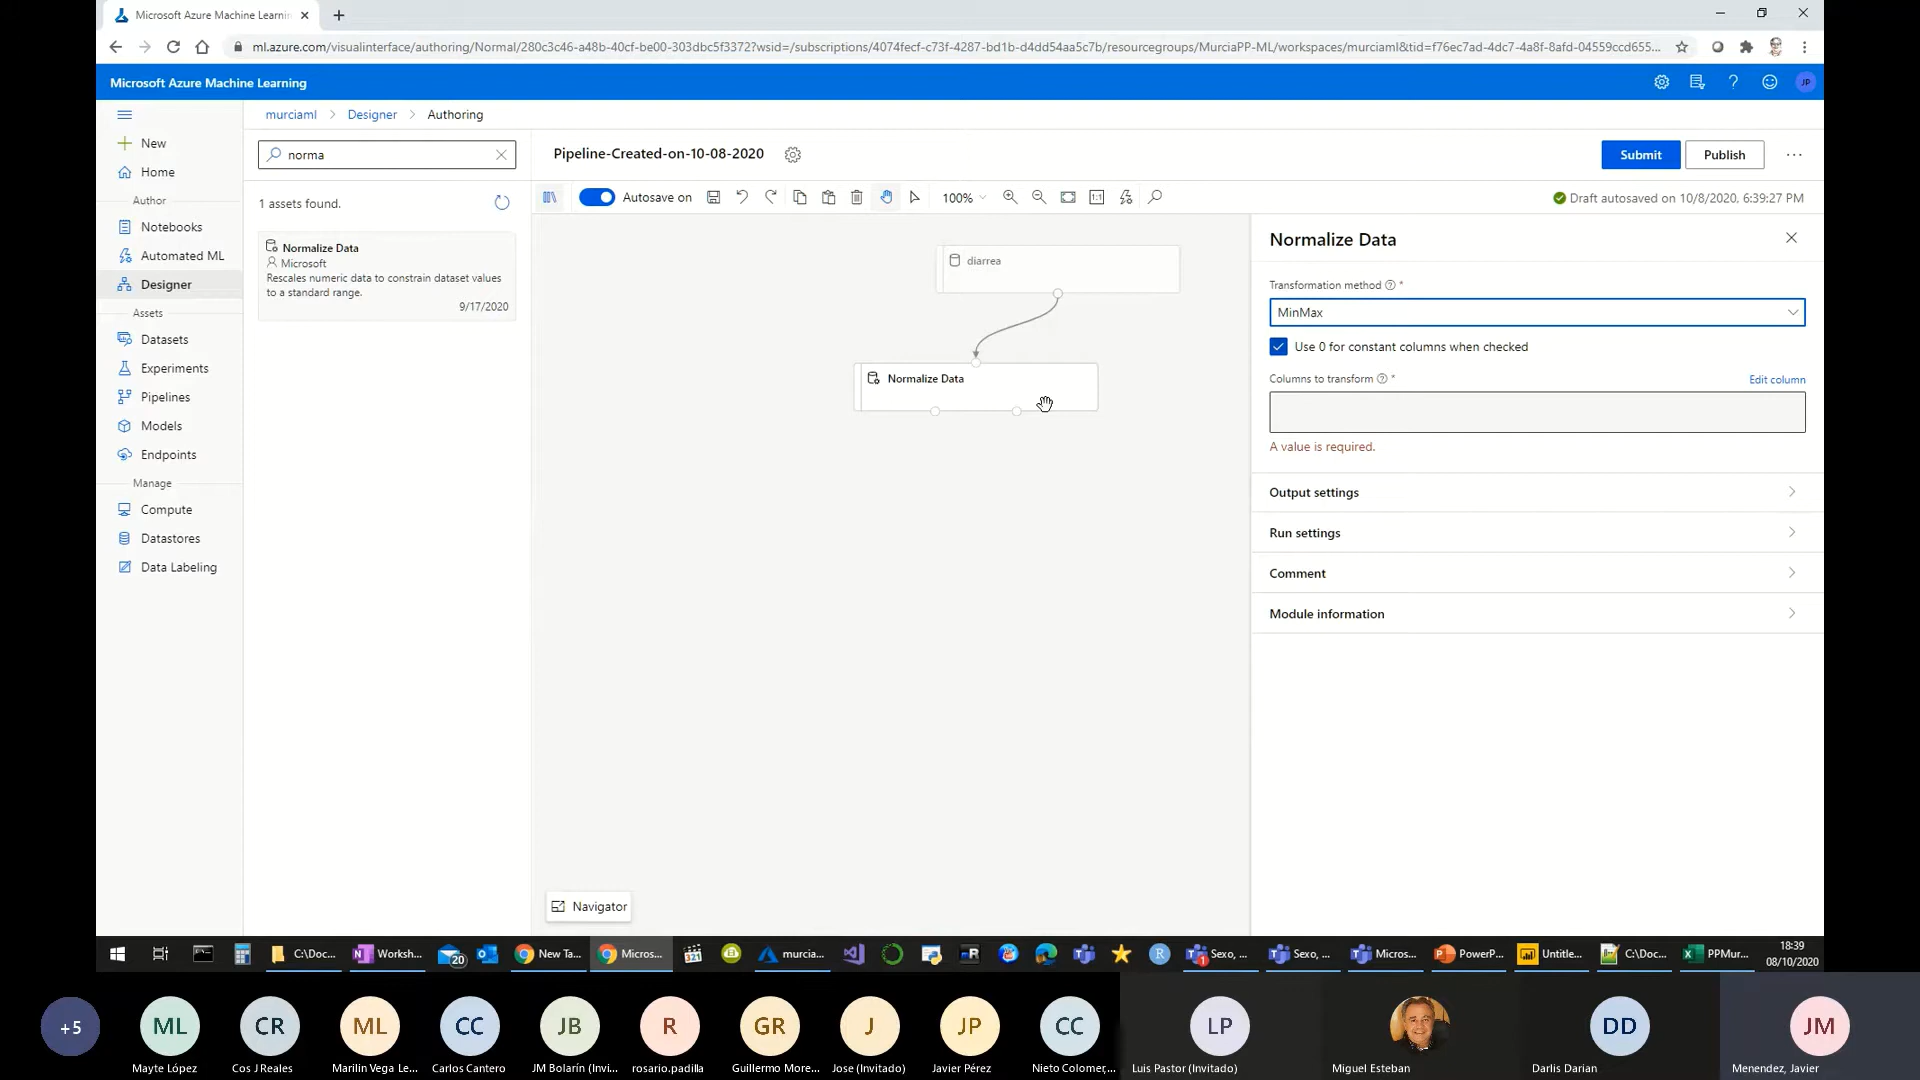 Microsoft Azure Machine Learnin
ml.azure.com/visualinterface/authoring/Normal/280c3c46-a48b-40cf-be00-303dbc5f3372?wsid=/subscriptions/4074fecf-c73f-4287-bd1b-d4dd54aa5c7b/resourcegroups/MurciaPP-ML/workspaces/murciaml&tid=f76ec7ad-4dc7-4a8f-8afd-04559ccd655...
Microsoft Azure Machine Learning
JP
murciaml > Designer > Authoring
New
Home
Author
Notebooks
Automated ML
Designer
Assets
Datasets
Experiments
Pipelines
Models
Endpoints
Manage
Compute
Datastores
Data Labeling
norma
1 assets found.
Normalize Data
Microsoft
Rescales numeric data to constrain dataset values
to a standard range.
9/17/2020
Pipeline-Created-on-10-08-2020
Submit
Publish
Autosave on
100%
1:1
Draft autosaved on 10/8/2020, 6:39:27 PM
diarrea
Normalize Data
Navigator
Normalize Data
Transformation method *
MinMax
Use 0 for constant columns when checked
Columns to transform *
Edit column
A value is required.
Output settings
Run settings
Comment
Module information
C:\Doc...
Worksh...
20
New Ta...
Micros...
321
murcia...
R
R
1
Sexo, ...
Sexo, ...
Micros...
PowerP...
Untitle...
C:\Doc...
PPMur...
18:39
08/10/2020
+5
ML
CR
ML
CC
JB
R
GR
J
JP
CC
LP
DD
JM
Mayte López
Cos J Reales
Marilin Vega Le...
Carlos Cantero
JM Bolarín (Invi...
rosario.padilla
Guillermo More...
Jose (Invitado)
Javier Pérez
Nieto Colomer,...
Luis Pastor (Invitado)
Miguel Esteban
Darlis Darian
Menendez, Javier